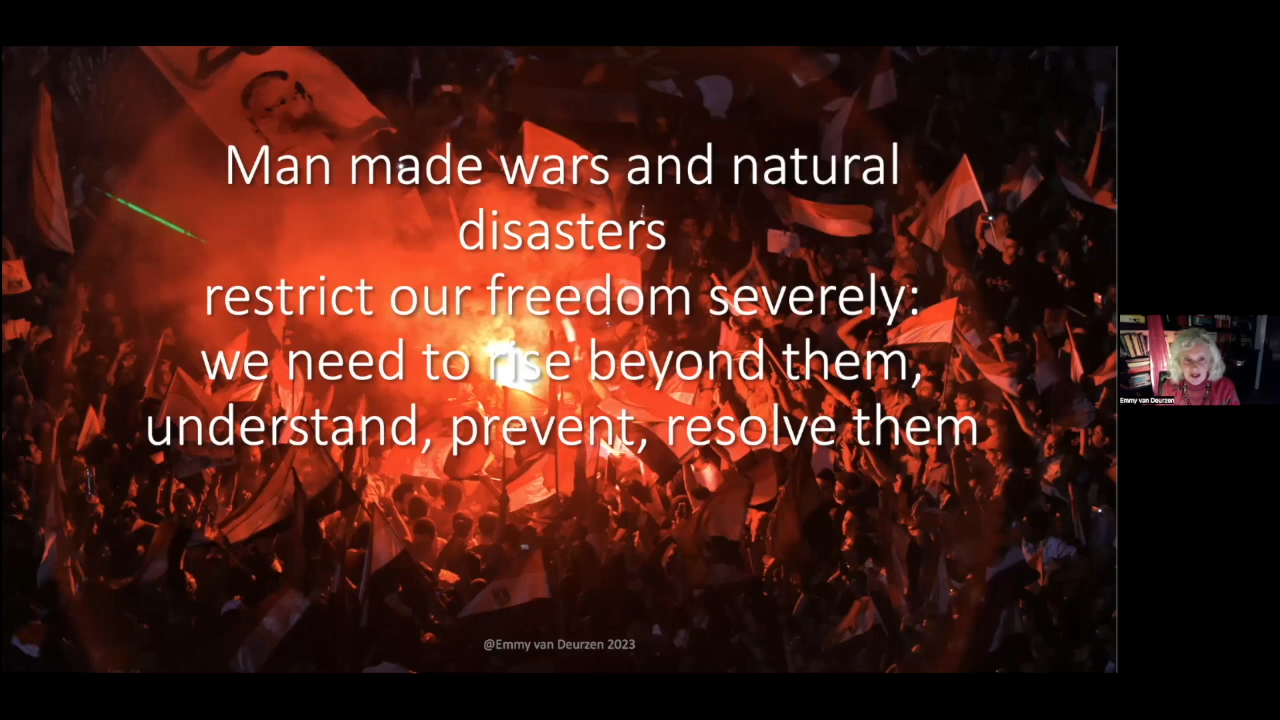 Man made wars and natural
disasters
restrict our freedom severely:
we need to rise beyond them,
understand, prevent, resolve them
@Emmy van Deurzen 2023
Emmy van Deurzen